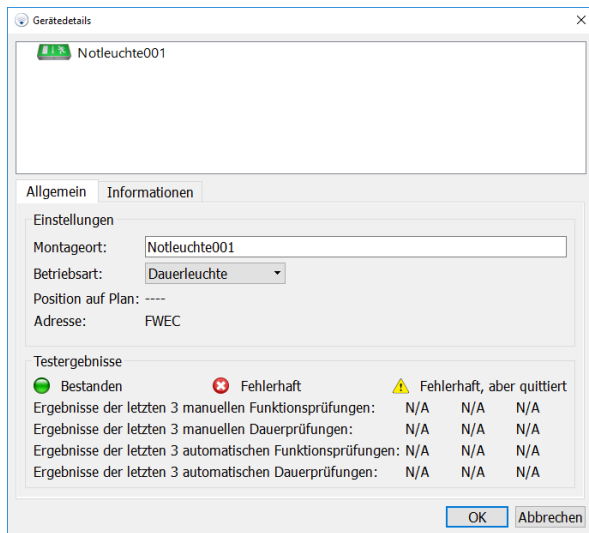 Gerätedetails
Notleuchte001
Allgemein Informationen
Einstellungen
Montageort: Notleuchte001
Betriebsart: Dauerleuchte
Position auf Plan: ----
Adresse: FWEC
Testergebnisse
Bestanden Fehlerhaft Fehlerhaft, aber quittiert
Ergebnisse der letzten 3 manuellen Funktionsprüfungen: N/A N/A N/A
Ergebnisse der letzten 3 manuellen Dauerprüfungen: N/A N/A N/A
Ergebnisse der letzten 3 automatischen Funktionsprüfungen: N/A N/A N/A
Ergebnisse der letzten 3 automatischen Dauerprüfungen: N/A N/A N/A
OK Abbrechen